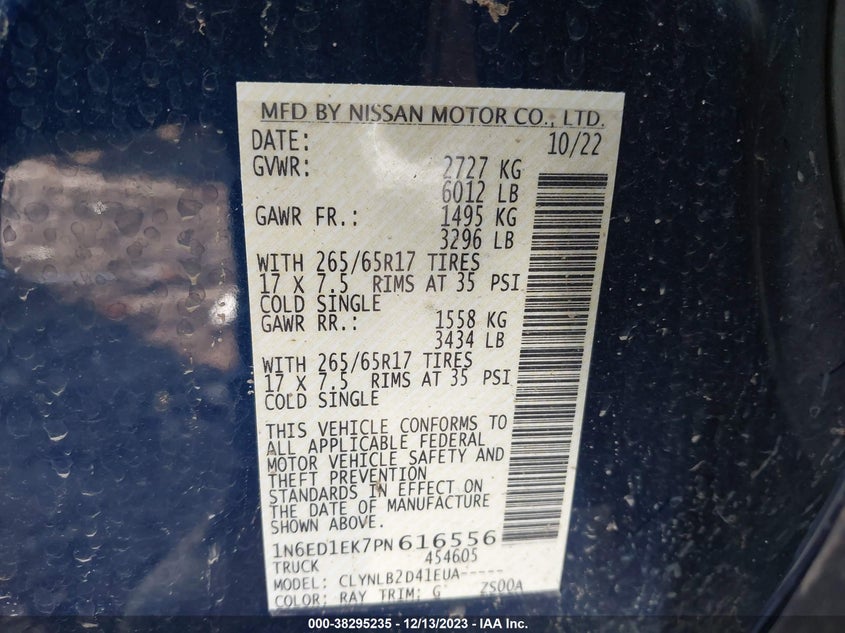 MFD BY NISSAN MOTOR CO., LTD.
DATE: 10/22
GVWR: 2727 KG
6012 LB
GAWR FR.: 1495 KG
3296 LB
WITH 265/65R17 TIRES
17 X 7.5 RIMS AT 35 PSI
COLD SINGLE
GAWR RR.: 1558 KG
3434 LB
WITH 265/65R17 TIRES
17 X 7.5 RIMS AT 35 PSI
COLD SINGLE
THIS VEHICLE CONFORMS TO
ALL APPLICABLE FEDERAL
MOTOR VEHICLE SAFETY AND
THEFT PREVENTION
STANDARDS IN EFFECT ON
THE DATE OF MANUFACTURE
SHOWN ABOVE.
1N6ED1EK7PN616556
TRUCK 454605
MODEL: CLYNLB2D41EUA-----
COLOR: RAY TRIM: G ZS00A
000-38295235 - 12/13/2023 - IAA Inc.